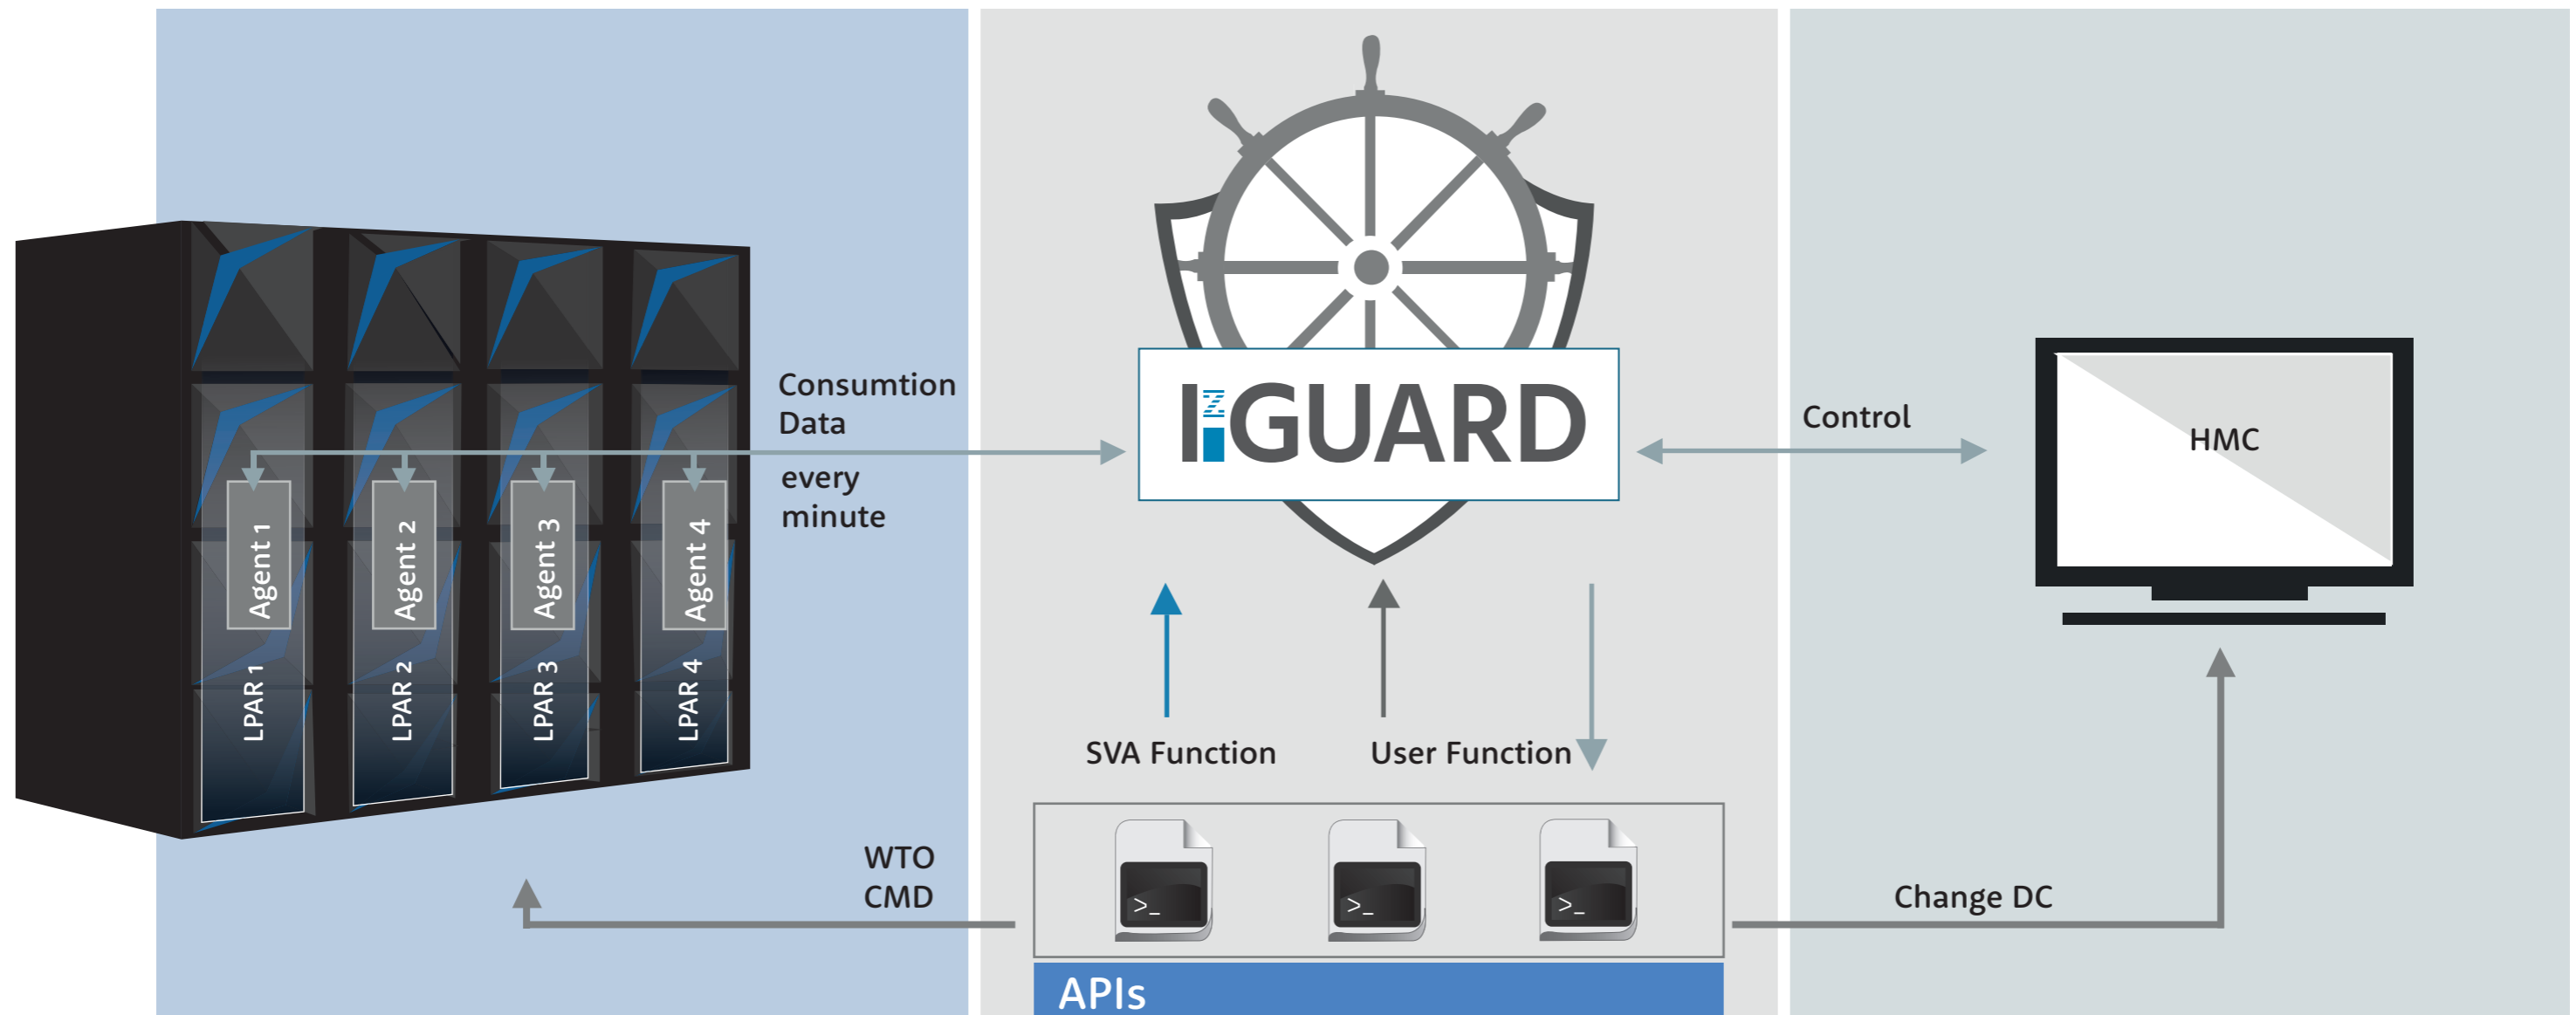 Consumtion
Data
every
minute
Agent 1
Agent 2
Agent 3
Agent 4
LPAR 1
LPAR 2
LPAR 3
LPAR 4
IziGUARD
Control
HMC
SVA Function
User Function
WTO
CMD
>_
>_
>_
Change DC
APIs